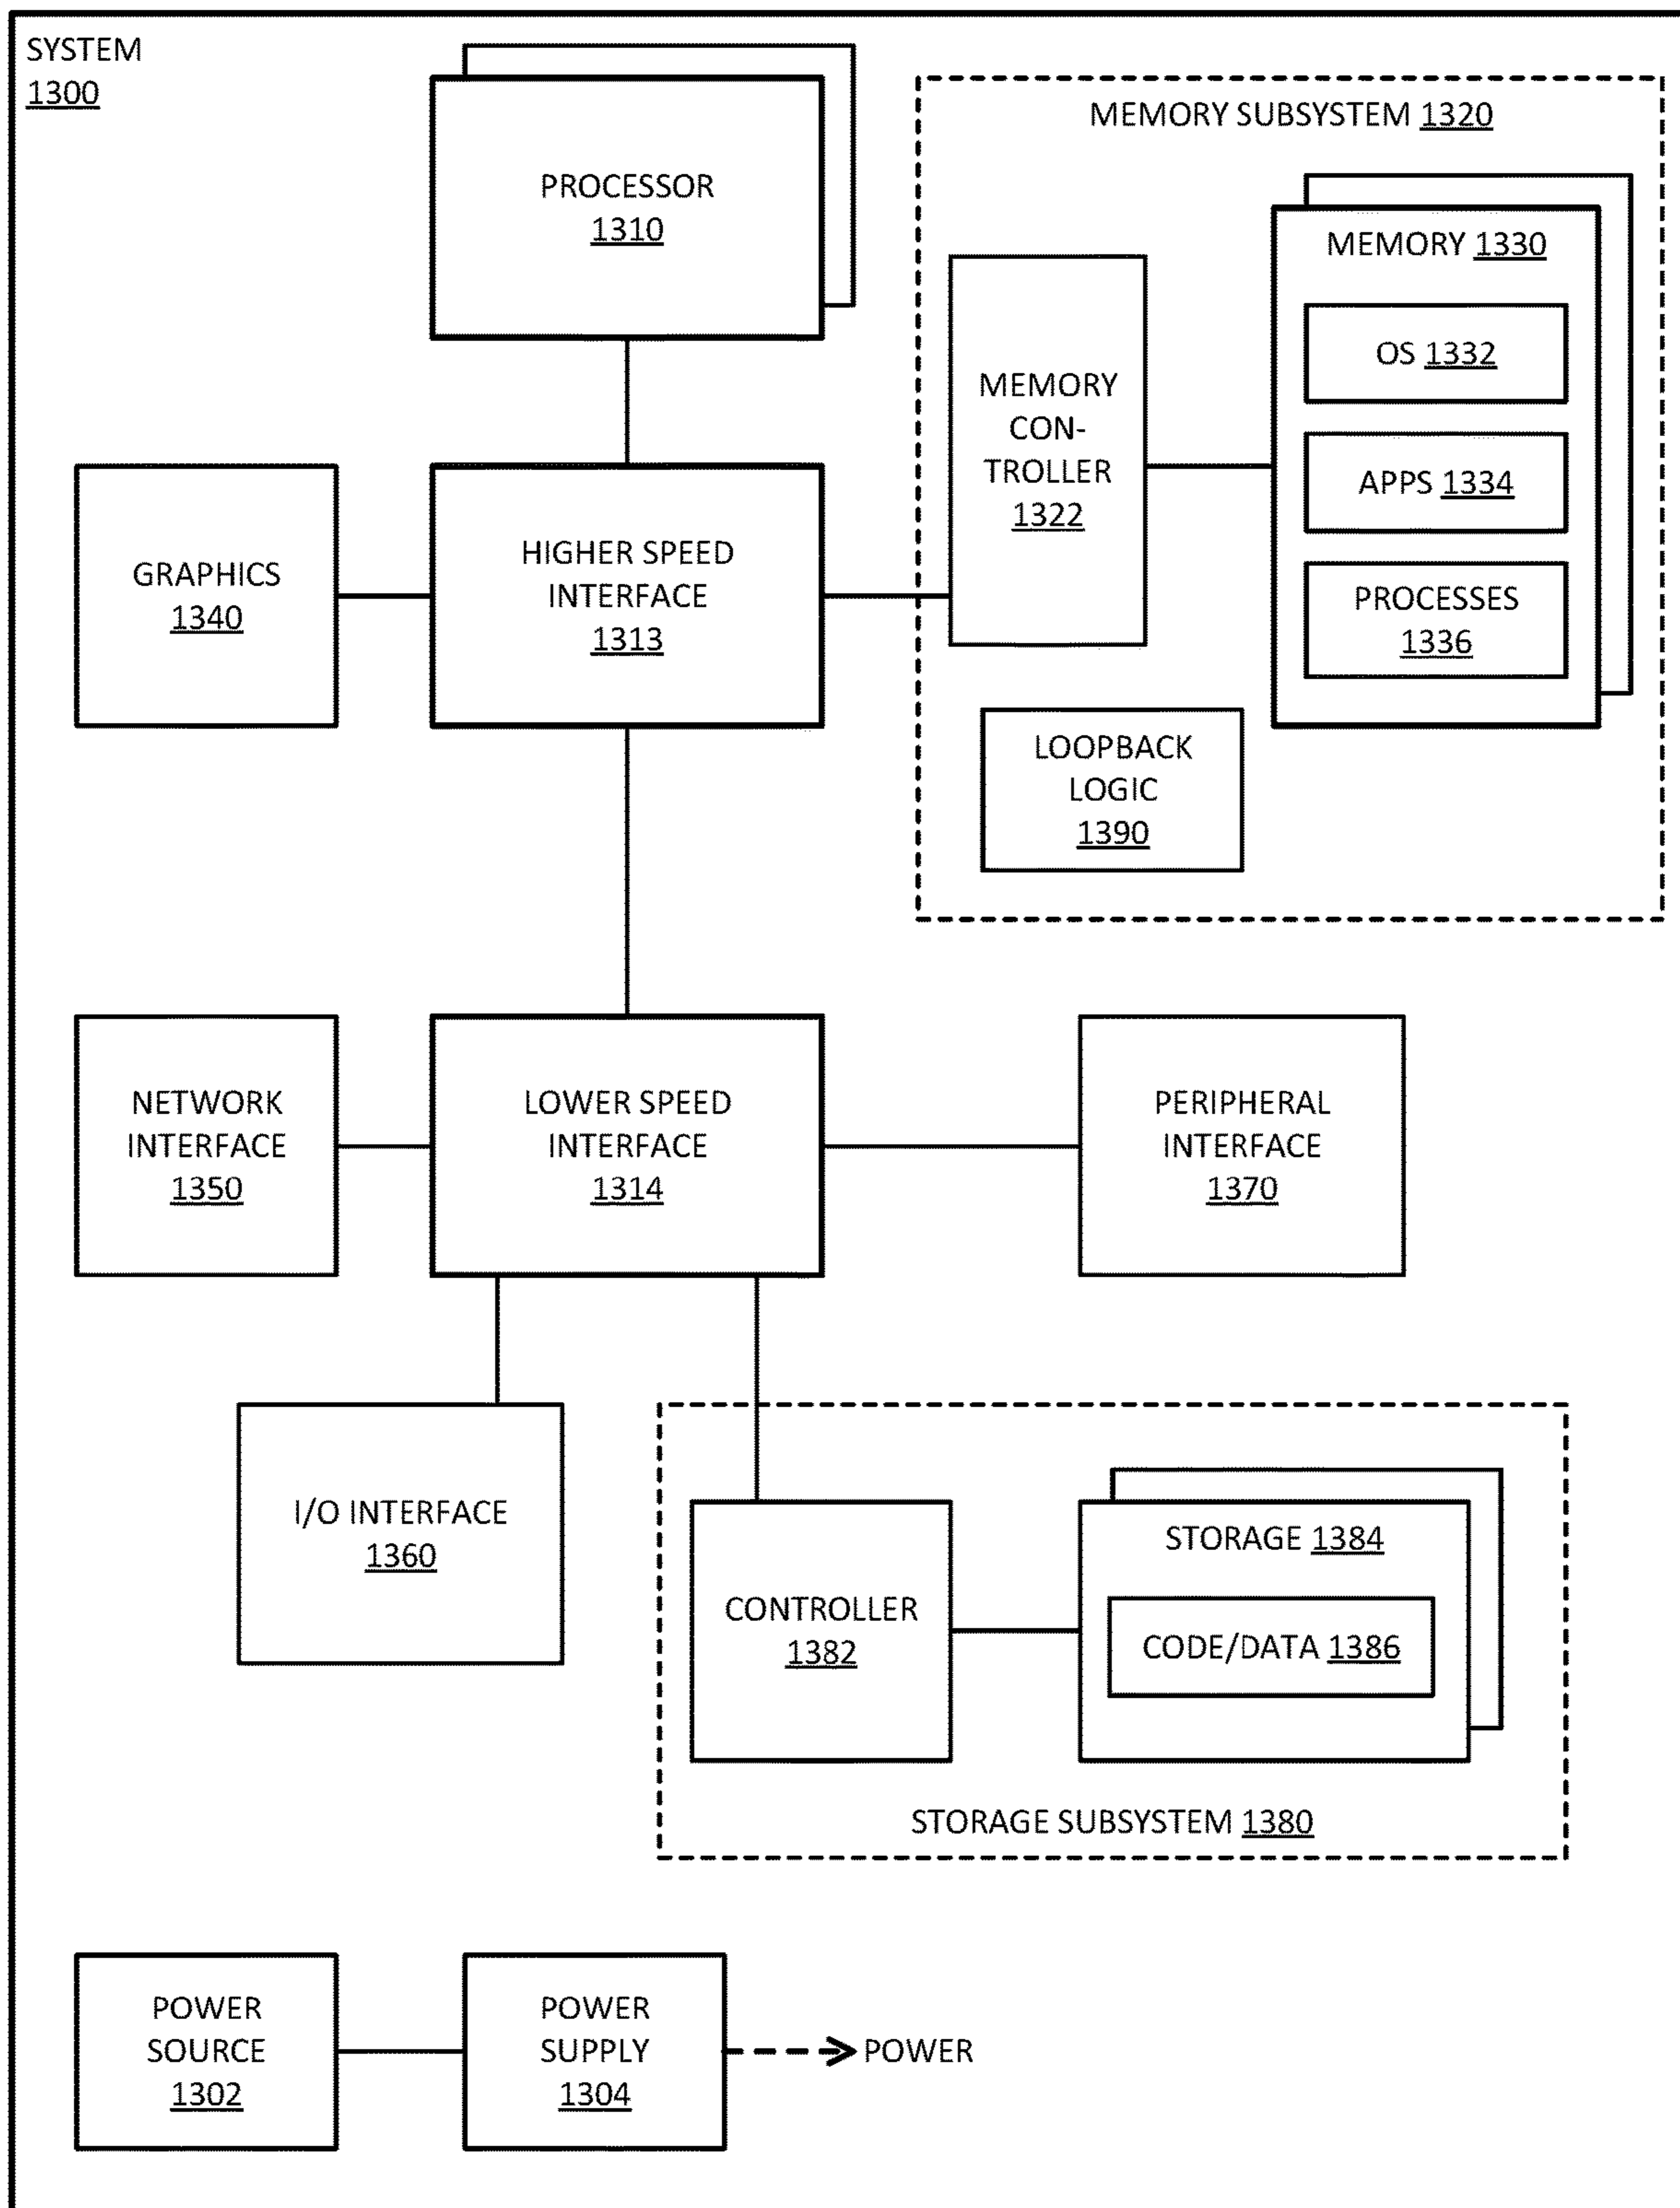 SYSTEM
1300
PROCESSOR
1310
MEMORY SUBSYSTEM 1320
MEMORY 1330
OS 1332
APPS 1334
PROCESSES
1336
MEMORY
CON-
TROLLER
1322
LOOPBACK
LOGIC
1390
GRAPHICS
1340
HIGHER SPEED
INTERFACE
1313
NETWORK
INTERFACE
1350
LOWER SPEED
INTERFACE
1314
PERIPHERAL
INTERFACE
1370
I/O INTERFACE
1360
CONTROLLER
1382
STORAGE 1384
CODE/DATA 1386
STORAGE SUBSYSTEM 1380
POWER
SOURCE
1302
POWER
SUPPLY
1304
POWER